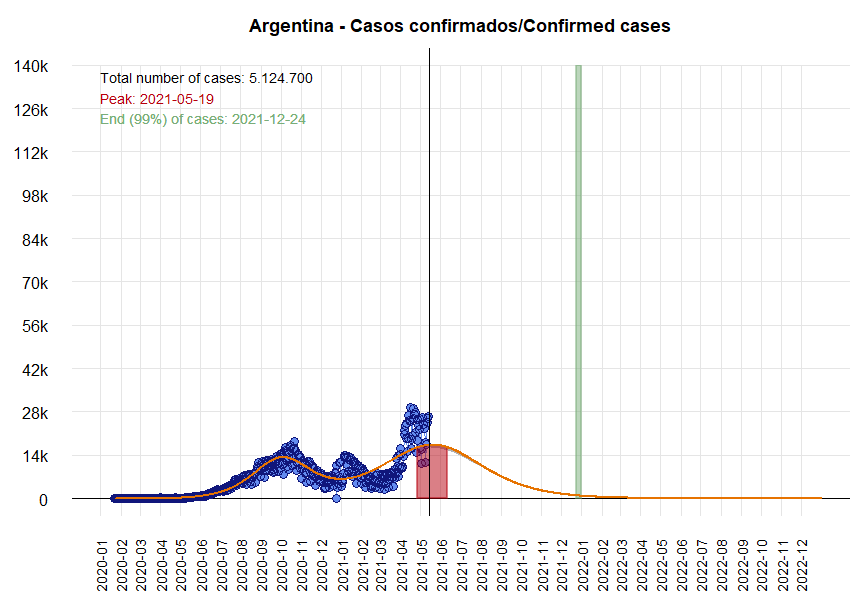 Argentina - Casos confirmados/Confirmed cases
Total number of cases: 5.124.700
Peak: 2021-05-19
End (99%) of cases: 2021-12-24
140k
126k
112k
98k
84k
70k
56k
42k
28k
14k
0
2020-01
2020-02
2020-03
2020-04
2020-05
2020-06
2020-07
2020-08
2020-09
2020-10
2020-11
2020-12
2021-01
2021-02
2021-03
2021-04
2021-05
2021-06
2021-07
2021-08
2021-09
2021-10
2021-11
2021-12
2022-01
2022-02
2022-03
2022-04
2022-05
2022-06
2022-07
2022-08
2022-09
2022-10
2022-11
2022-12